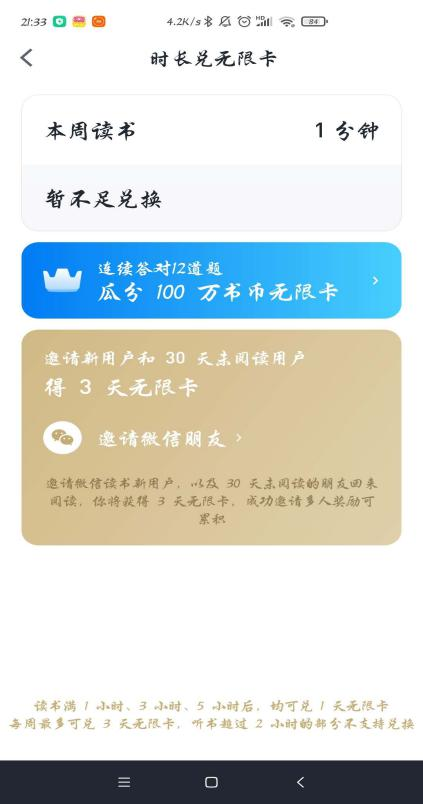 21:33
4.2K/s
HD
84
时长兑无限卡
本周读书
1 分钟
暂不足兑换
连续答对12道题
瓜分 100 万书币无限卡
邀请新用户和 30 天未阅读用户
得 3 天无限卡
邀请微信朋友
邀请微信读书新用户，以及 30 天未阅读的朋友回来
阅读，你将获得 3 天无限卡，成功邀请多人奖励可
累积
读书满 1 小时、3 小时、5 小时后，均可兑 1 天无限卡
每周最多可兑 3 天无限卡，听书超过 2 小时的部分不支持兑换